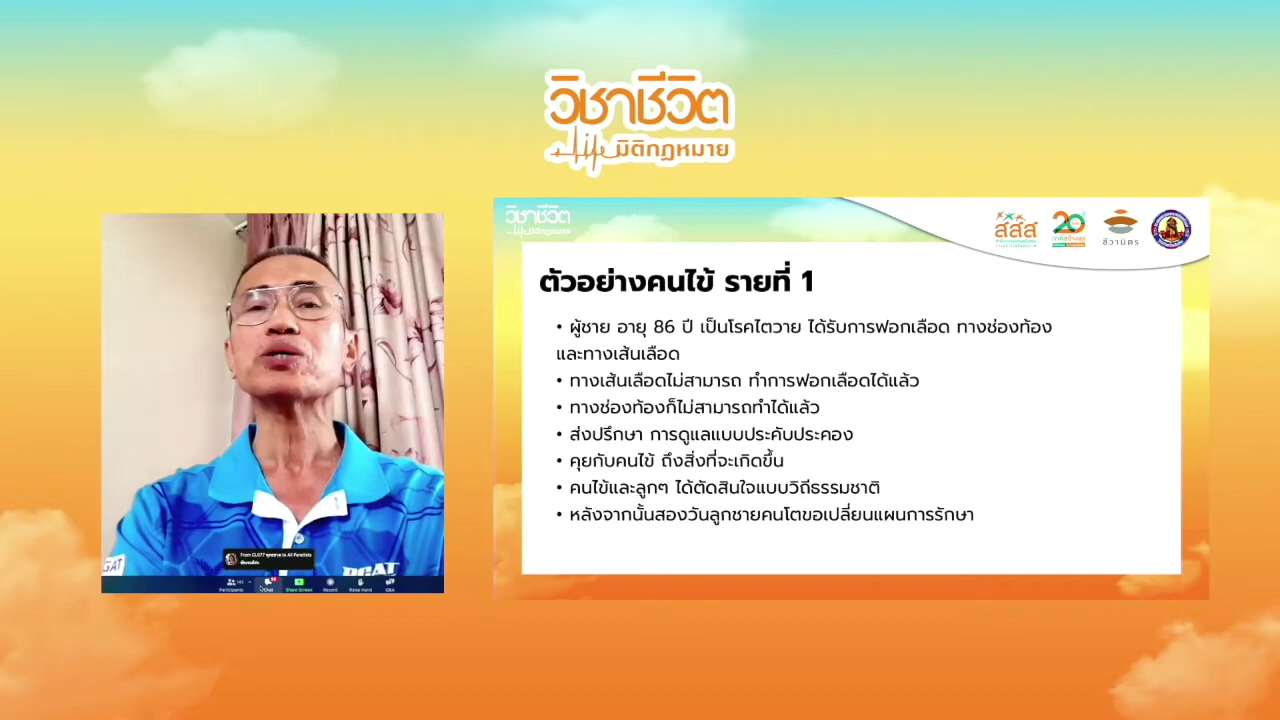 วิชาชีวิต
Life มิติกฎหมาย
วิชาชีวิต
Life มิติกฎหมาย
สสส
20
ชีวามิตร
ตัวอย่างคนไข้ รายที่ 1
• ผู้ชาย อายุ 86 ปี เป็นโรคไตวาย ได้รับการฟอกเลือด ทางช่องท้อง
และทางเส้นเลือด
• ทางเส้นเลือดไม่สามารถ ทำการฟอกเลือดได้แล้ว
• ทางช่องท้องก็ไม่สามารถทำได้แล้ว
• ส่งปรึกษา การดูแลแบบประคับประคอง
• คุยกับคนไข้ ถึงสิ่งที่จะเกิดขึ้น
• คนไข้และลูกๆ ได้ตัดสินใจแบบวิถีธรรมชาติ
• หลังจากนั้นสองวันลูกชายคนโตขอเปลี่ยนแผนการรักษา
to All Panelists
Participants
Chat
Share Screen
Record
Raise Hand
Q&A